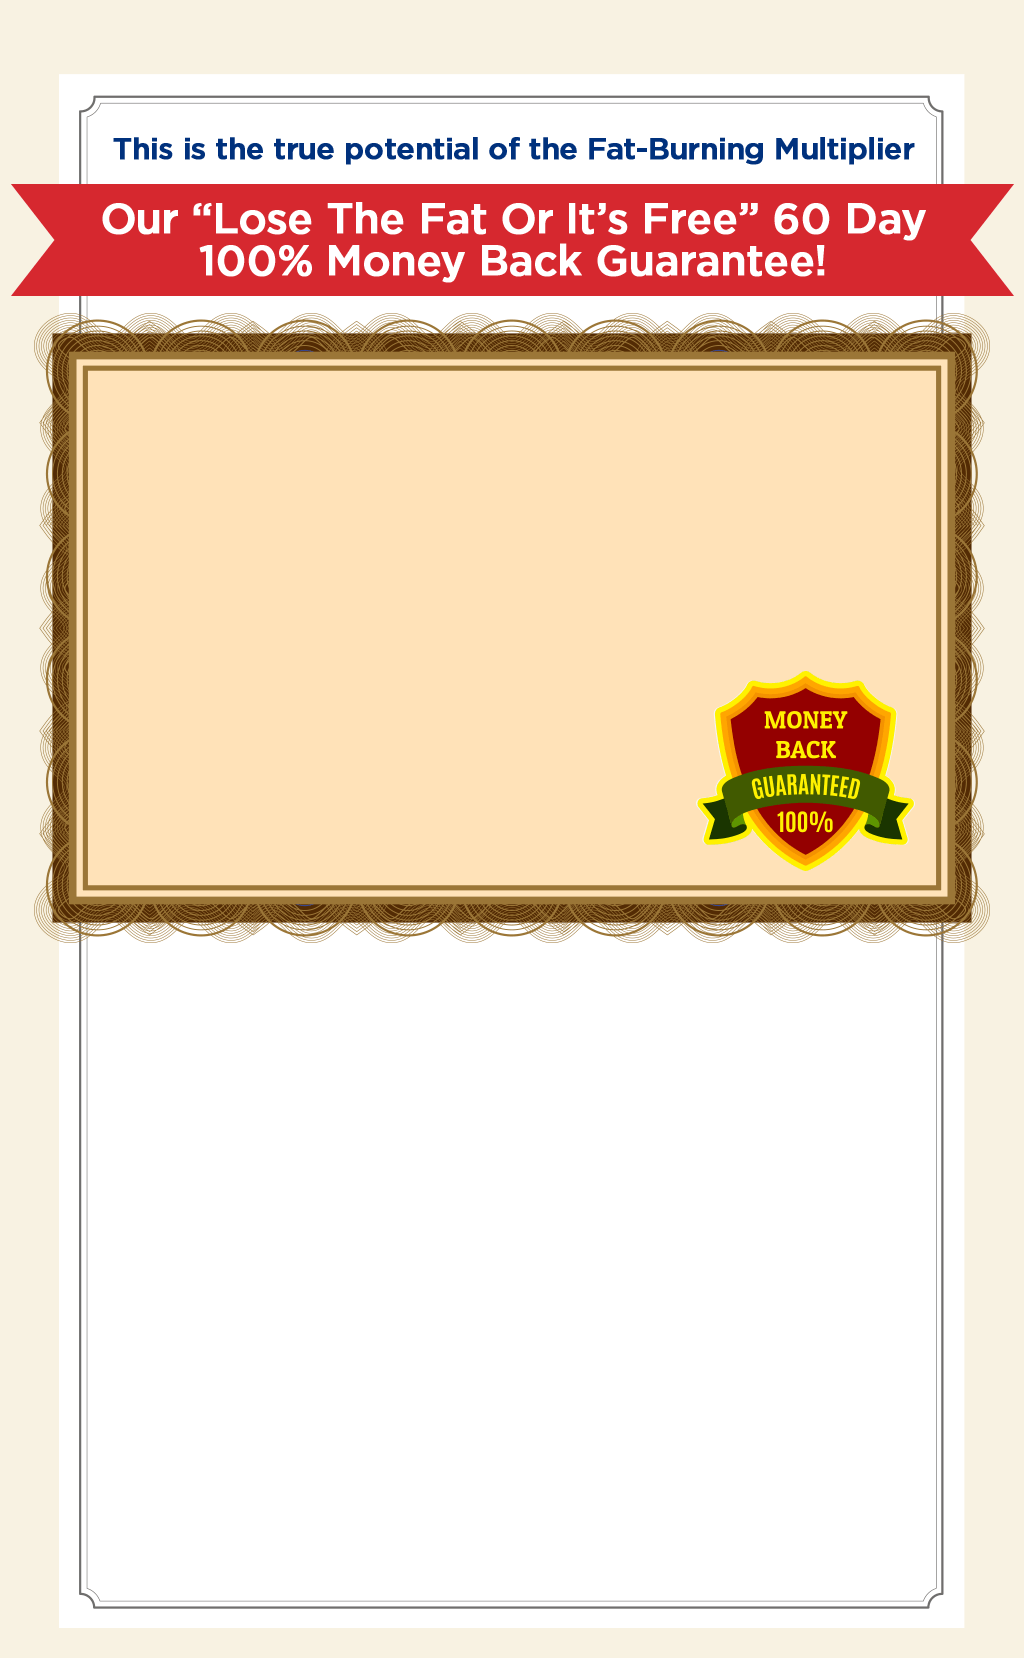 This is the true potential of the Fat-Burning Multiplier
Our “Lose The Fat Or It’s Free” 60 Day
100% Money Back Guarantee!
MONEY
BACK
GUARANTEED
100%